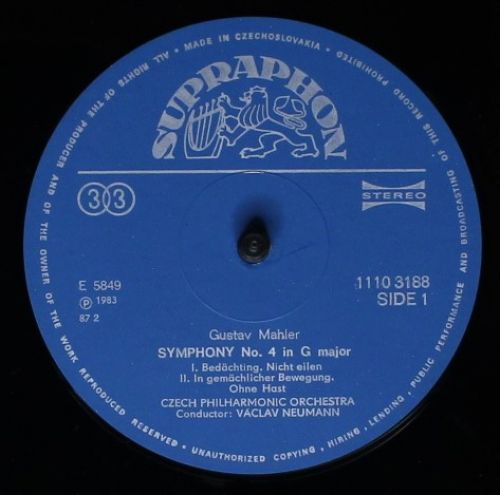 ALL RIGHTS OF THE PRODUCER AND OF THE OWNER OF THE WORK REPRODUCED RESERVED - UNAUTHORIZED COPYING, HIRING, LENDING, PUBLIC PERFORMANCE AND BROADCASTING OF THIS RECORD PROHIBITED
• MADE IN CZECHOSLOVAKIA •
SUPRAPHON
33
STEREO
E 5849
℗ 1983
87 2
1110 3188
SIDE 1
Gustav Mahler
SYMPHONY No. 4 in G major
I. Bedächting. Nicht eilen
II. In gemächlicher Bewegung.
Ohne Hast
CZECH PHILHARMONIC ORCHESTRA
Conductor: VÁCLAV NEUMANN